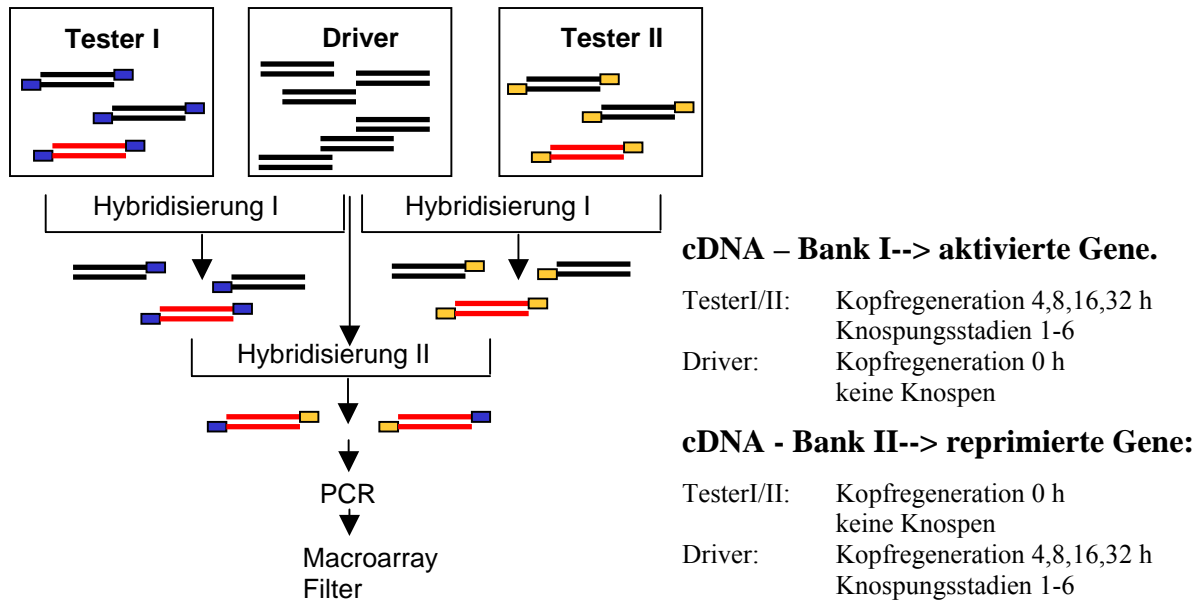 Tester I
Driver
Tester II
Hybridisierung I
Hybridisierung I
Hybridisierung II
PCR
Macroarray
Filter
cDNA – Bank I--> aktivierte Gene.
TesterI/II: Kopfregeneration 4,8,16,32 h
Knospungsstadien 1-6
Driver: Kopfregeneration 0 h
keine Knospen
cDNA - Bank II--> reprimierte Gene:
TesterI/II: Kopfregeneration 0 h
keine Knospen
Driver: Kopfregeneration 4,8,16,32 h
Knospungsstadien 1-6